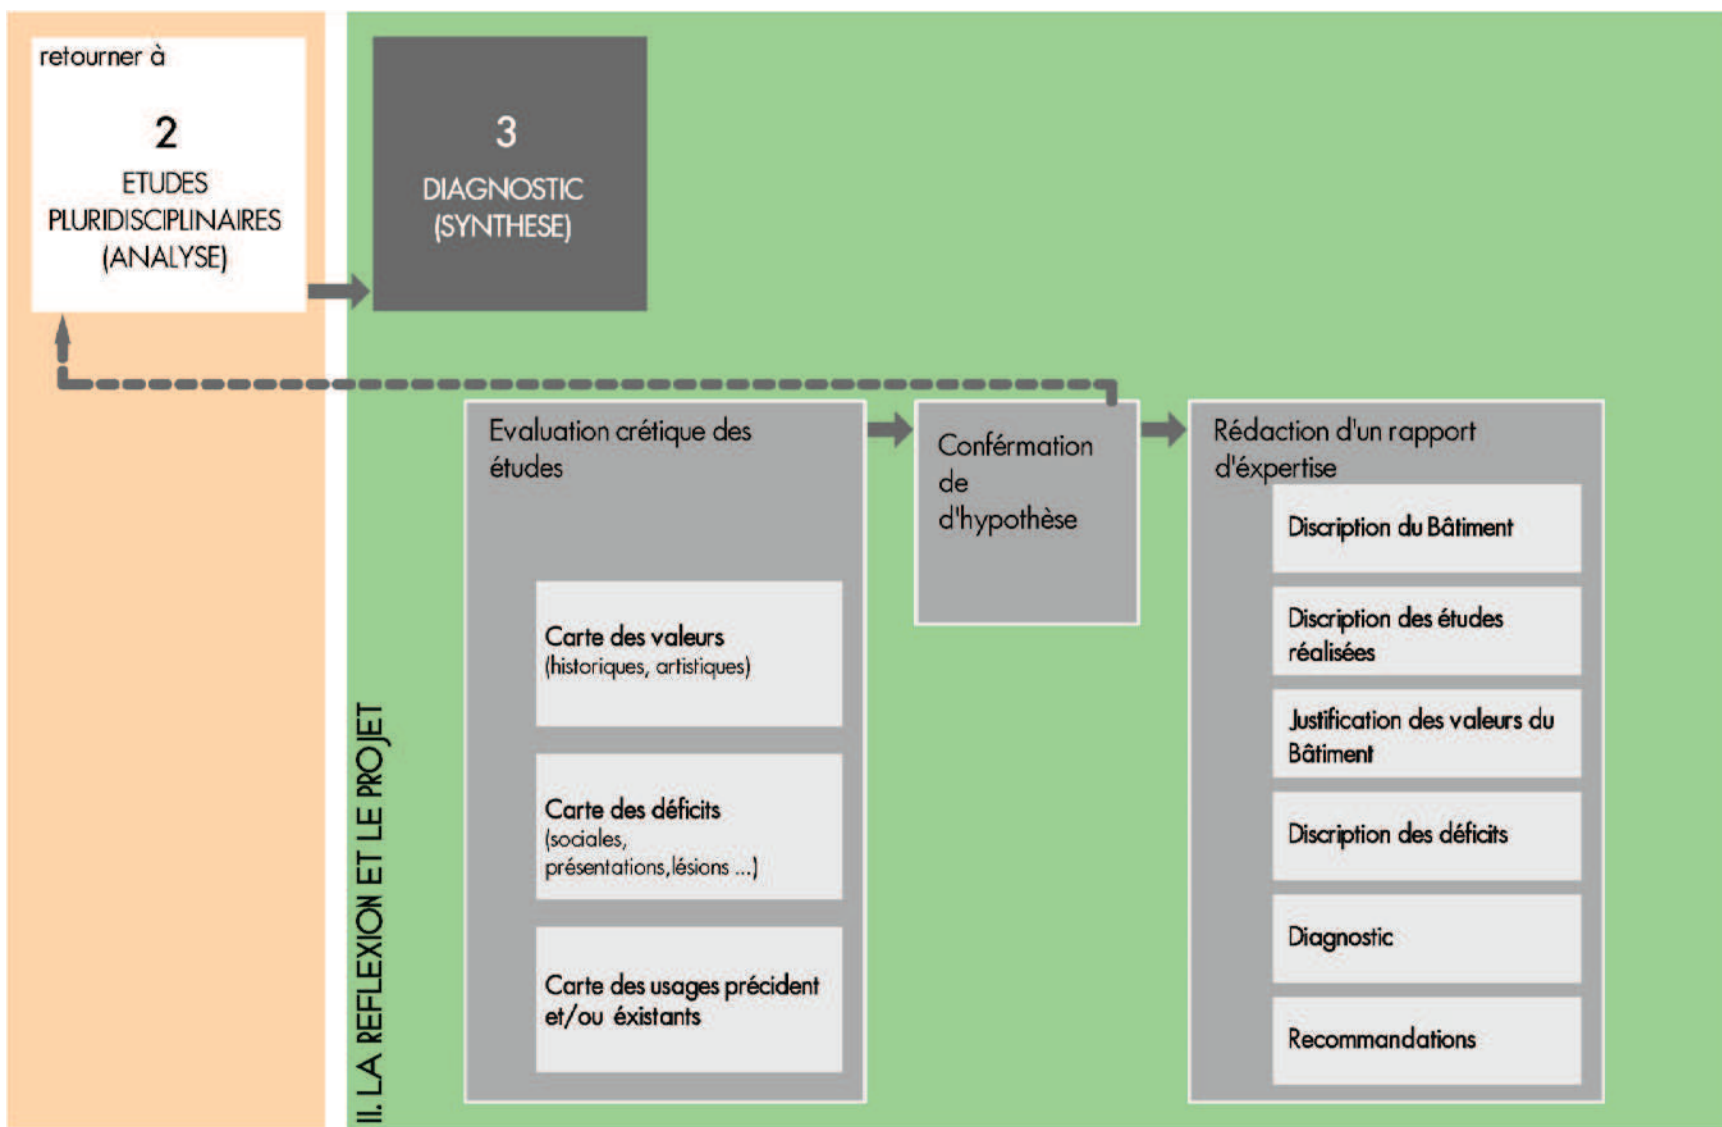 retourner à
2
ETUDES
PLURIDISCIPLINAIRES
(ANALYSE)
3
DIAGNOSTIC
(SYNTHESE)
II. LA REFLEXION ET LE PROJET
Evaluation crétique des
études
Carte des valeurs
(historiques, artistiques)
Carte des déficits
(sociales,
présentations,lésions ...)
Carte des usages précident
et/ou éxistants
Conférmation
de
d'hypothèse
Rédaction d'un rapport
d'éxpertise
Discription du Bâtiment
Discription des études
réalisées
Justification des valeurs du
Bâtiment
Discription des déficits
Diagnostic
Recommandations